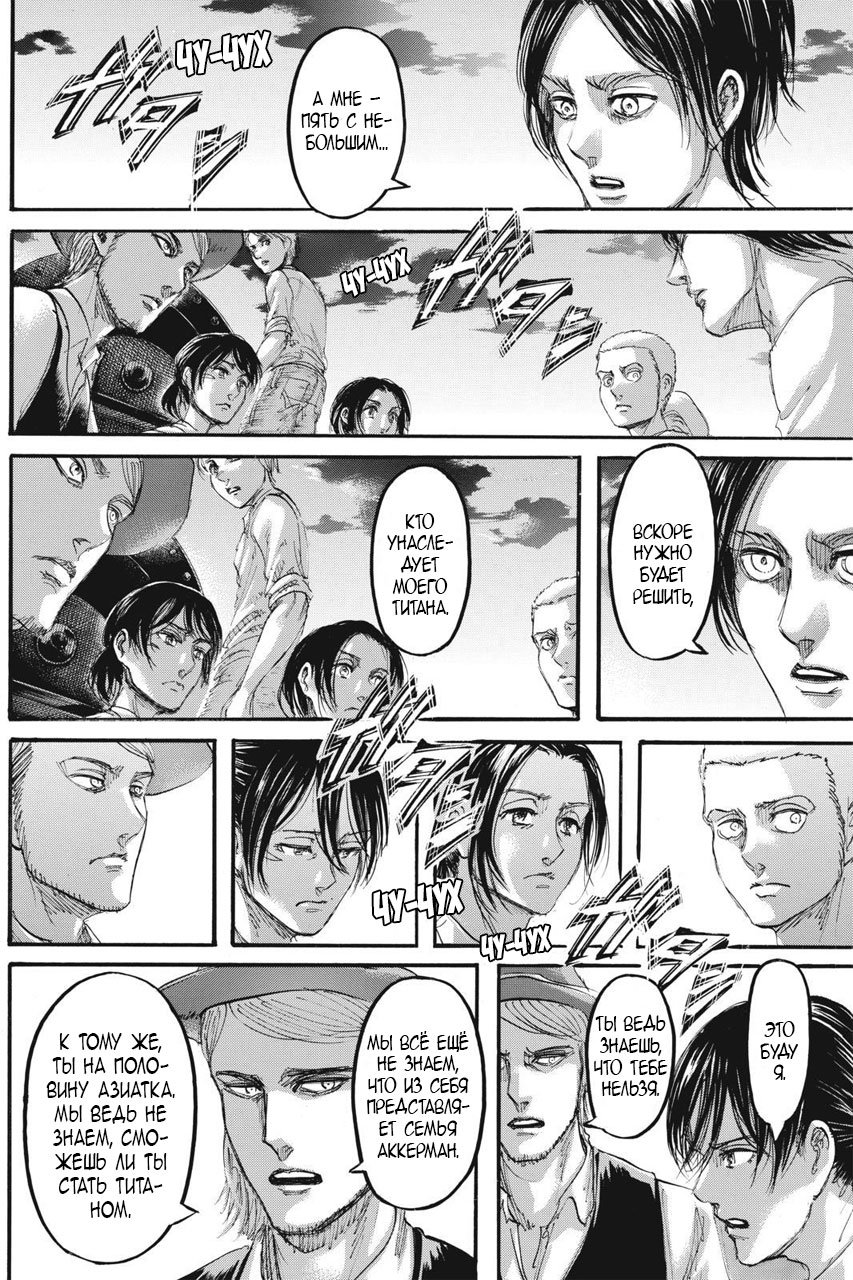 ЧУ-ЧУХ
А МНЕ –
ПЯТЬ С НЕ-
БОЛЬШИМ...
ЧУ-ЧУХ
ВСКОРЕ
НУЖНО
БУДЕТ
РЕШИТЬ,
КТО
УНАСЛЕ-
ДУЕТ
МОЕГО
ТИТАНА.
ЧУ-ЧУХ
ЧУ-ЧУХ
ЭТО
БУДУ
Я.
ТЫ ВЕДЬ
ЗНАЕШЬ,
ЧТО ТЕБЕ
НЕЛЬЗЯ.
МЫ ВСЁ ЕЩЁ
НЕ ЗНАЕМ,
ЧТО ИЗ СЕБЯ
ПРЕДСТАВЛЯ-
ЕТ СЕМЬЯ
АККЕРМАН.
К ТОМУ ЖЕ,
ТЫ НА ПОЛО-
ВИНУ АЗИАТКА.
МЫ ВЕДЬ НЕ
ЗНАЕМ, СМО-
ЖЕШЬ ЛИ ТЫ
СТАТЬ ТИТА-
НОМ.